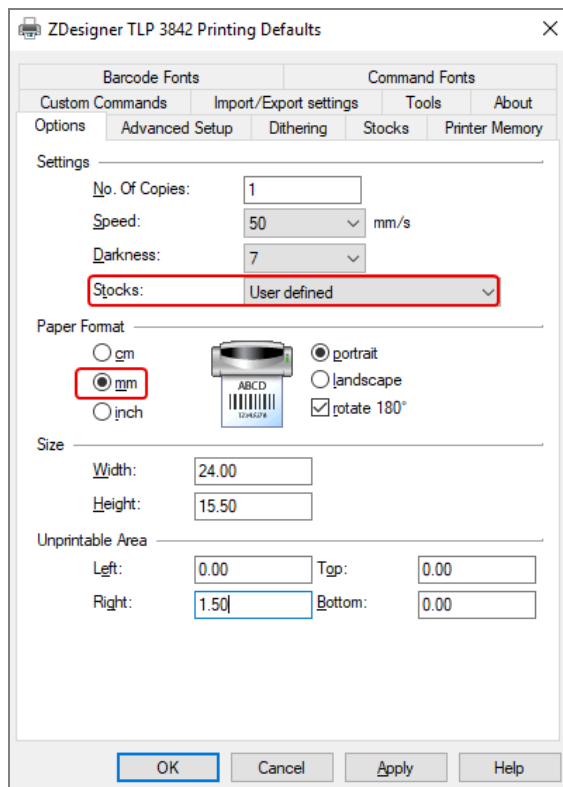 ZDesigner TLP 3842 Printing Defaults
Barcode Fonts Command Fonts
Custom Commands Import/Export settings Tools About
Options Advanced Setup Dithering Stocks Printer Memory
Settings
No. Of Copies: 1
Speed: 50 mm/s
Darkness: 7
Stocks: User defined
Paper Format
cm portrait
mm landscape
inch rotate 180°
ABCD
12345678
Size
Width: 24.00
Height: 15.50
Unprintable Area
Left: 0.00 Top: 0.00
Right: 1.50 Bottom: 0.00
OK Cancel Apply Help